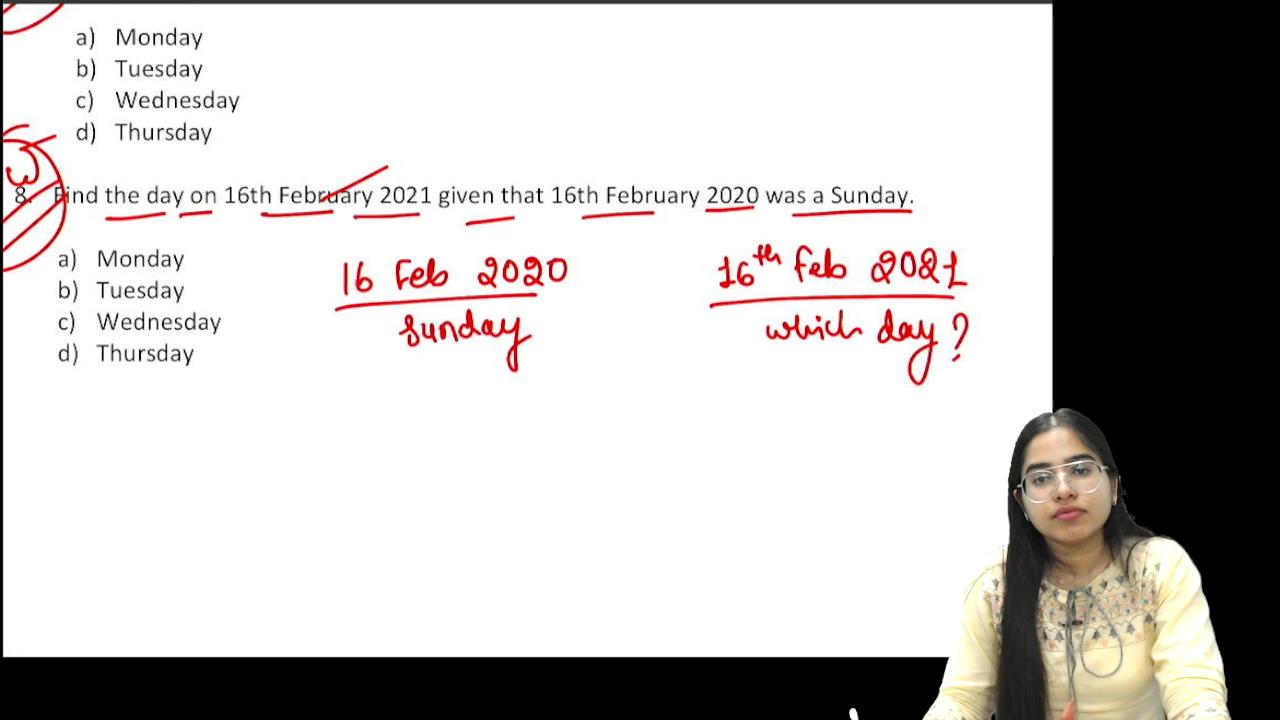 a) Monday
b) Tuesday
c) Wednesday
d) Thursday
8. Find the day on 16th February 2021 given that 16th February 2020 was a Sunday.
a) Monday
b) Tuesday
c) Wednesday
d) Thursday
16 Feb 2020
Sunday
16th Feb 2021
which day?